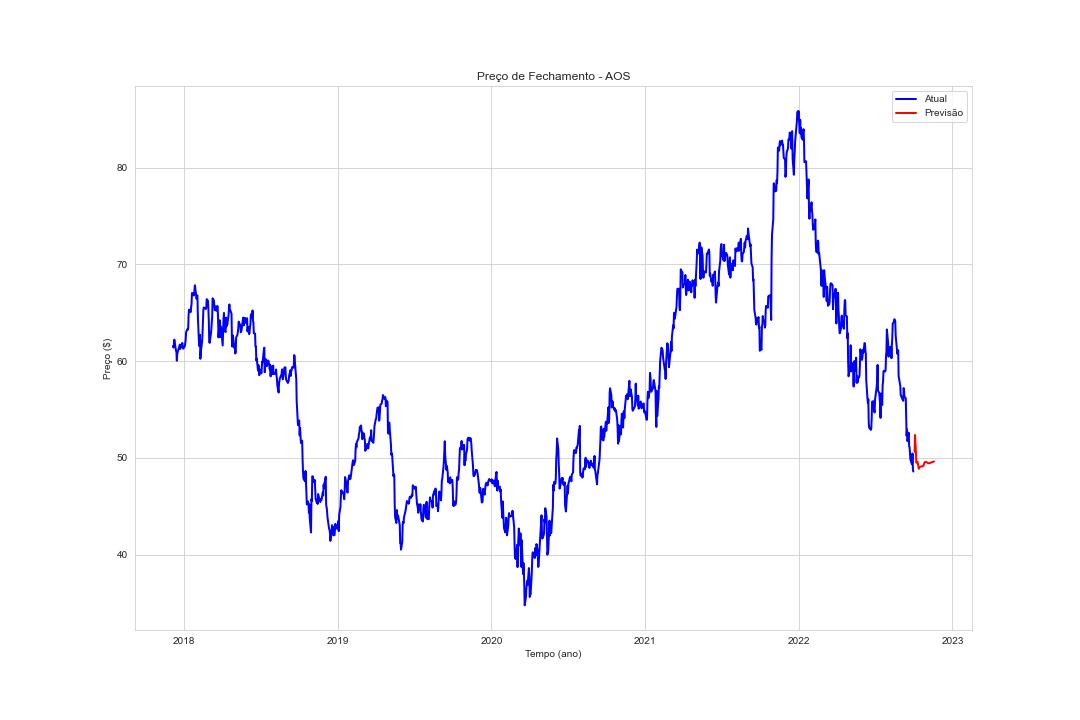 Preço de Fechamento - AOS
Atual
Previsão
80
70
60
50
40
Preço ($)
2018 2019 2020 2021 2022 2023
Tempo (ano)